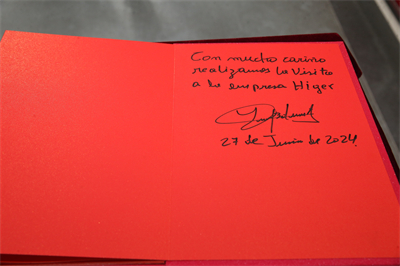 Con mucho cariño
realizamos la visita
a la empresa Higer
27 de Junio de 2024